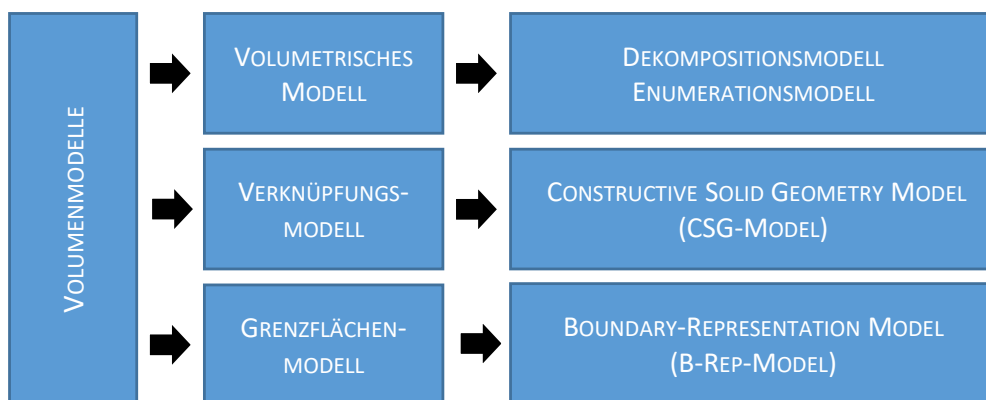 VOLUMENMODELLE
VOLUMETRISCHES
MODELL
DEKOMPOSITIONSMODELL
ENUMERATIONSMODELL
VERKNÜPFUNGS-
MODELL
CONSTRUCTIVE SOLID GEOMETRY MODEL
(CSG-MODEL)
GRENZFLÄCHEN-
MODELL
BOUNDARY-REPRESENTATION MODEL
(B-REP-MODEL)